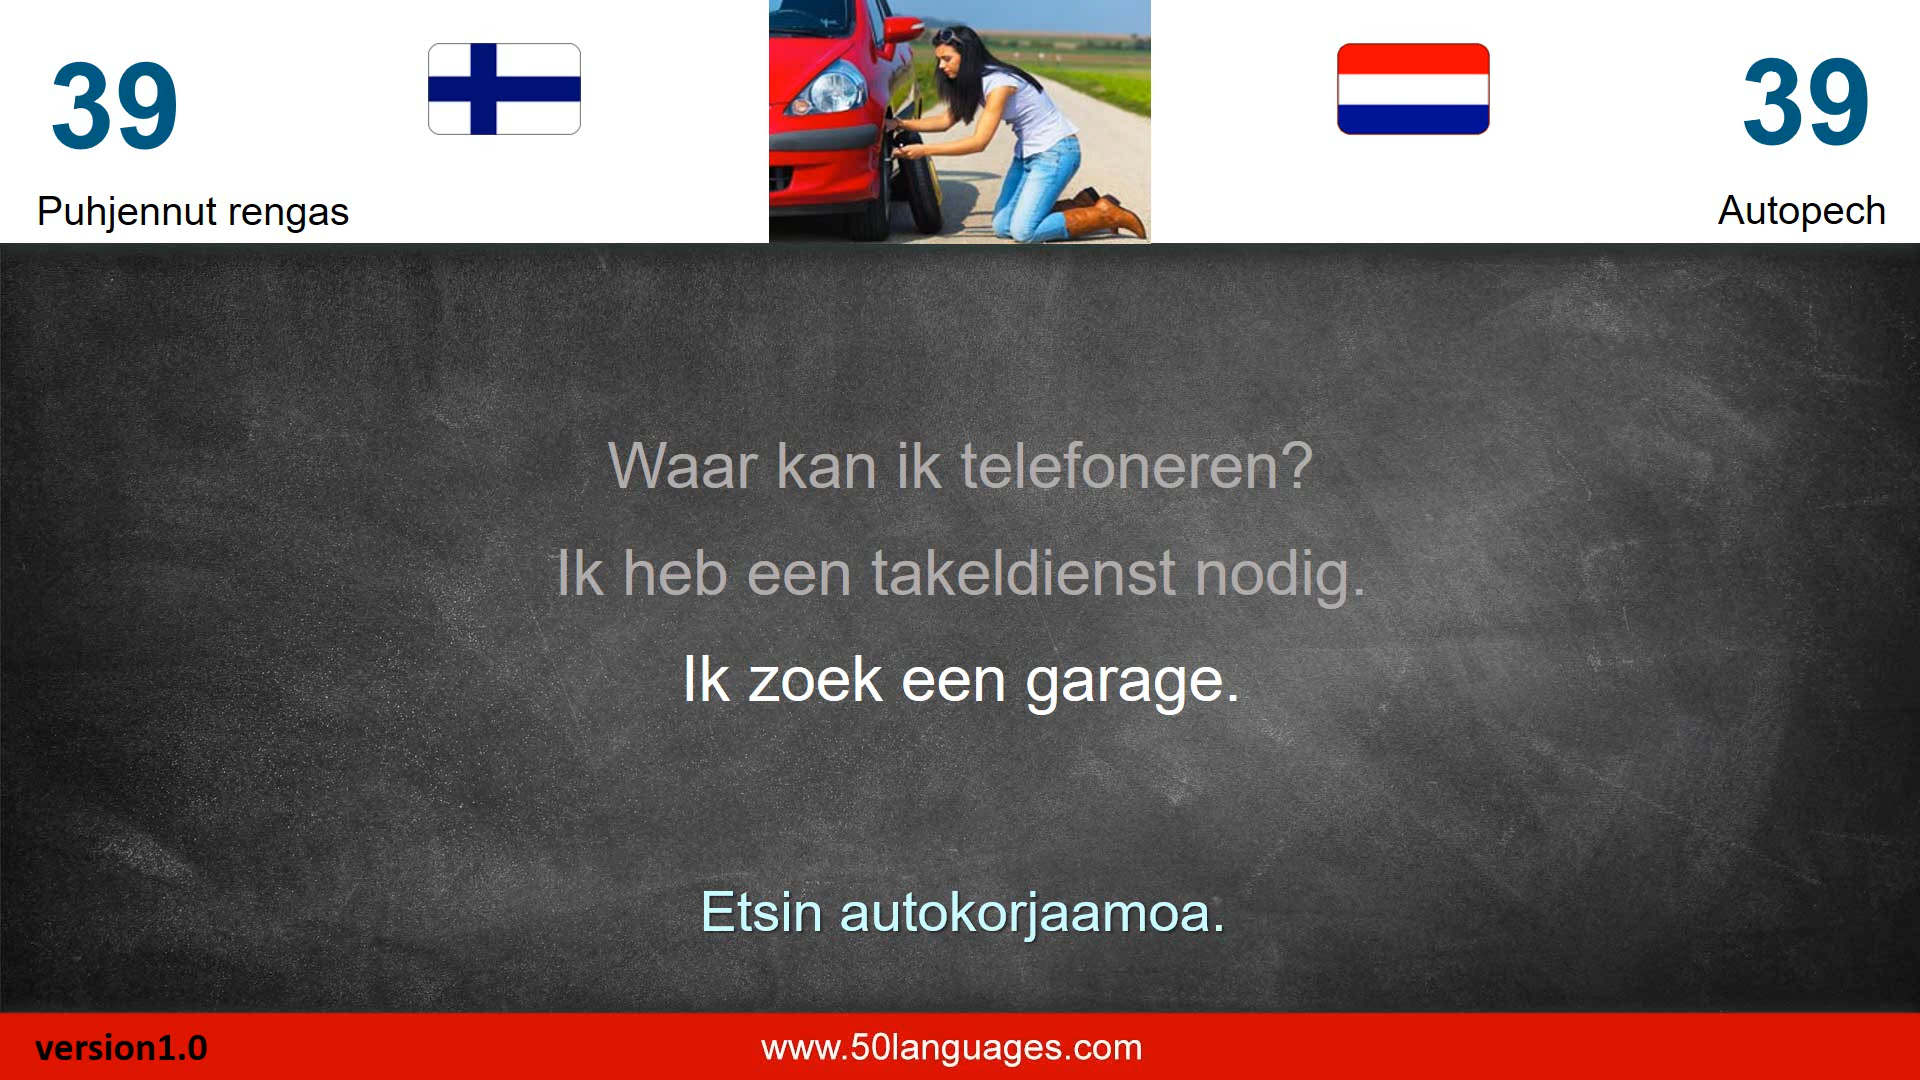 39
39
Puhjennut rengas
Autopech
Waar kan ik telefoneren?
Ik heb een takeldienst nodig.
Ik zoek een garage.
Etsin autokorjaamoa.
version1.0
www.50languages.com